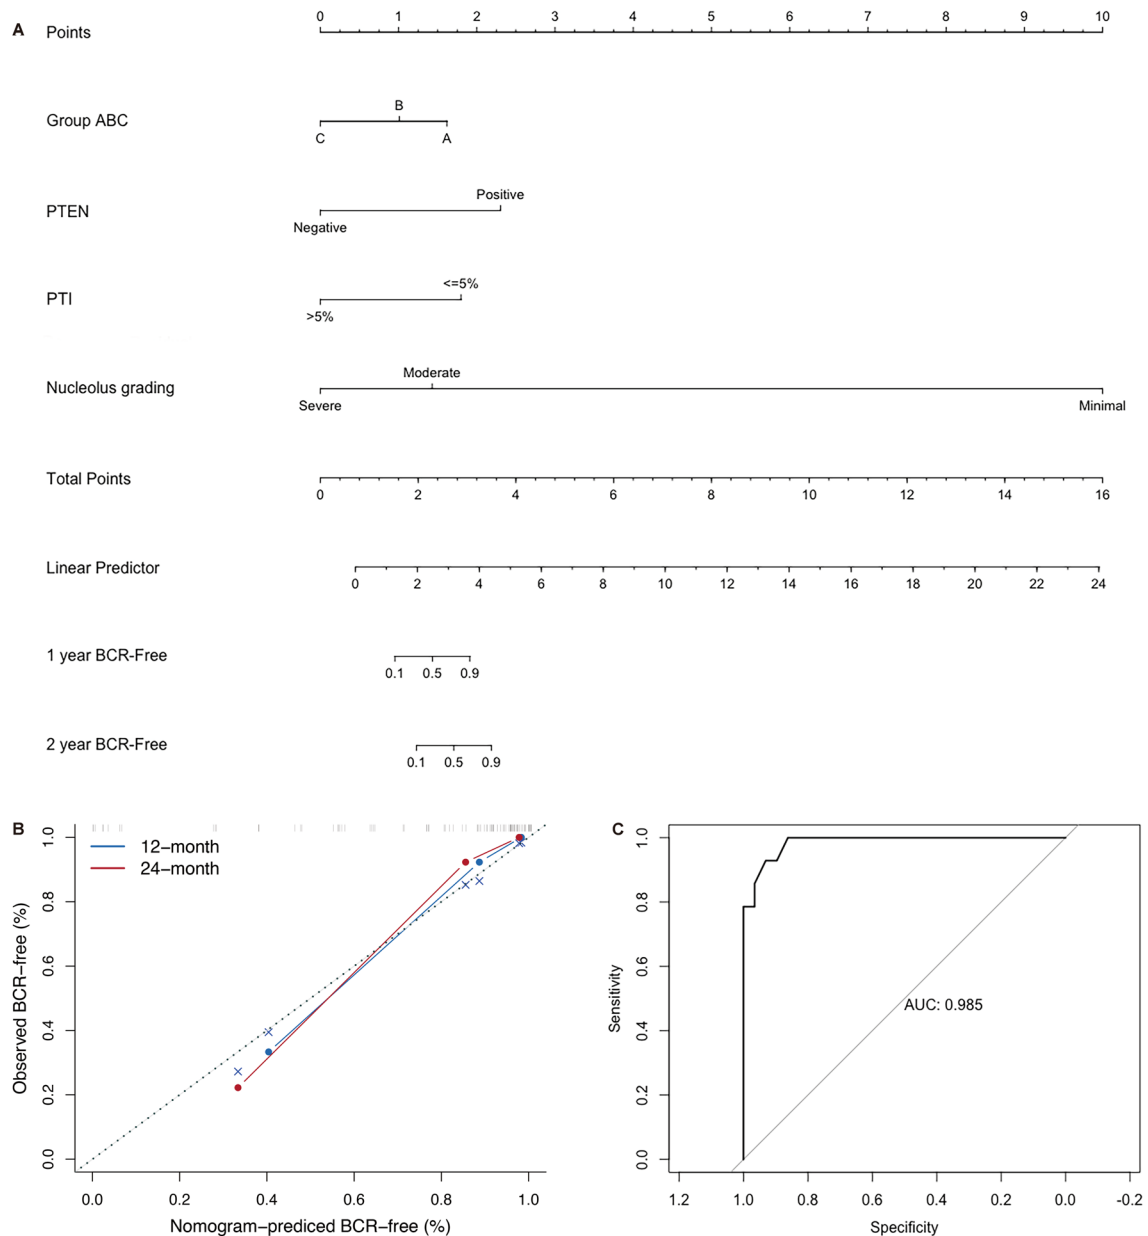 A
Points
0 1 2 3 4 5 6 7 8 9 10
Group ABC
B
C A
PTEN
Positive
Negative
PTI
<=5%
>5%
Nucleolus grading
Moderate
Severe Minimal
Total Points
0 2 4 6 8 10 12 14 16
Linear Predictor
0 2 4 6 8 10 12 14 16 18 20 22 24
1 year BCR-Free
0.1 0.5 0.9
2 year BCR-Free
0.1 0.5 0.9
B
12-month
24-month
Observed BCR-free (%)
1.0
0.8
0.6
0.4
0.2
0.0
0.0 0.2 0.4 0.6 0.8 1.0
Nomogram-prediced BCR-free (%)
C
Sensitivity
1.0
0.8
0.6
0.4
0.2
0.0
AUC: 0.985
1.2 1.0 0.8 0.6 0.4 0.2 0.0 -0.2
Specificity